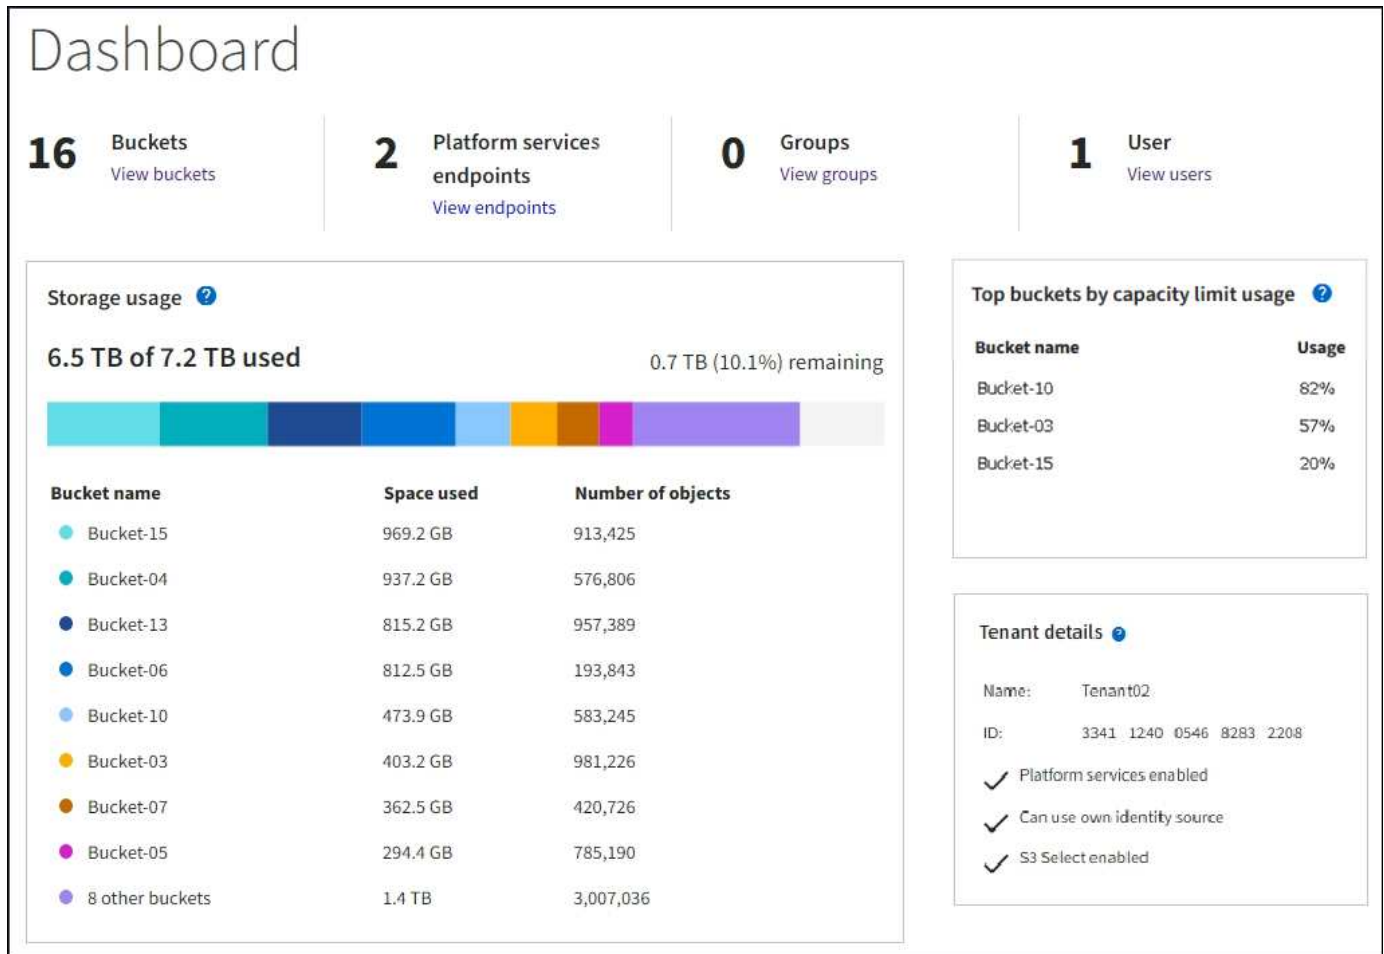 Dashboard
16 Buckets
View buckets
2 Platform services
endpoints
View endpoints
0 Groups
View groups
1 User
View users
Storage usage ?
6.5 TB of 7.2 TB used
0.7 TB (10.1%) remaining
Bucket name Space used Number of objects
Bucket-15 969.2 GB 913,425
Bucket-04 937.2 GB 576,806
Bucket-13 815.2 GB 957,389
Bucket-06 812.5 GB 193,843
Bucket-10 473.9 GB 583,245
Bucket-03 403.2 GB 981,226
Bucket-07 362.5 GB 420,726
Bucket-05 294.4 GB 785,190
8 other buckets 1.4 TB 3,007,036
Top buckets by capacity limit usage ?
Bucket name Usage
Bucket-10 82%
Bucket-03 57%
Bucket-15 20%
Tenant details ?
Name: Tenant02
ID: 3341 1240 0546 8283 2208
Platform services enabled
Can use own identity source
S3 Select enabled